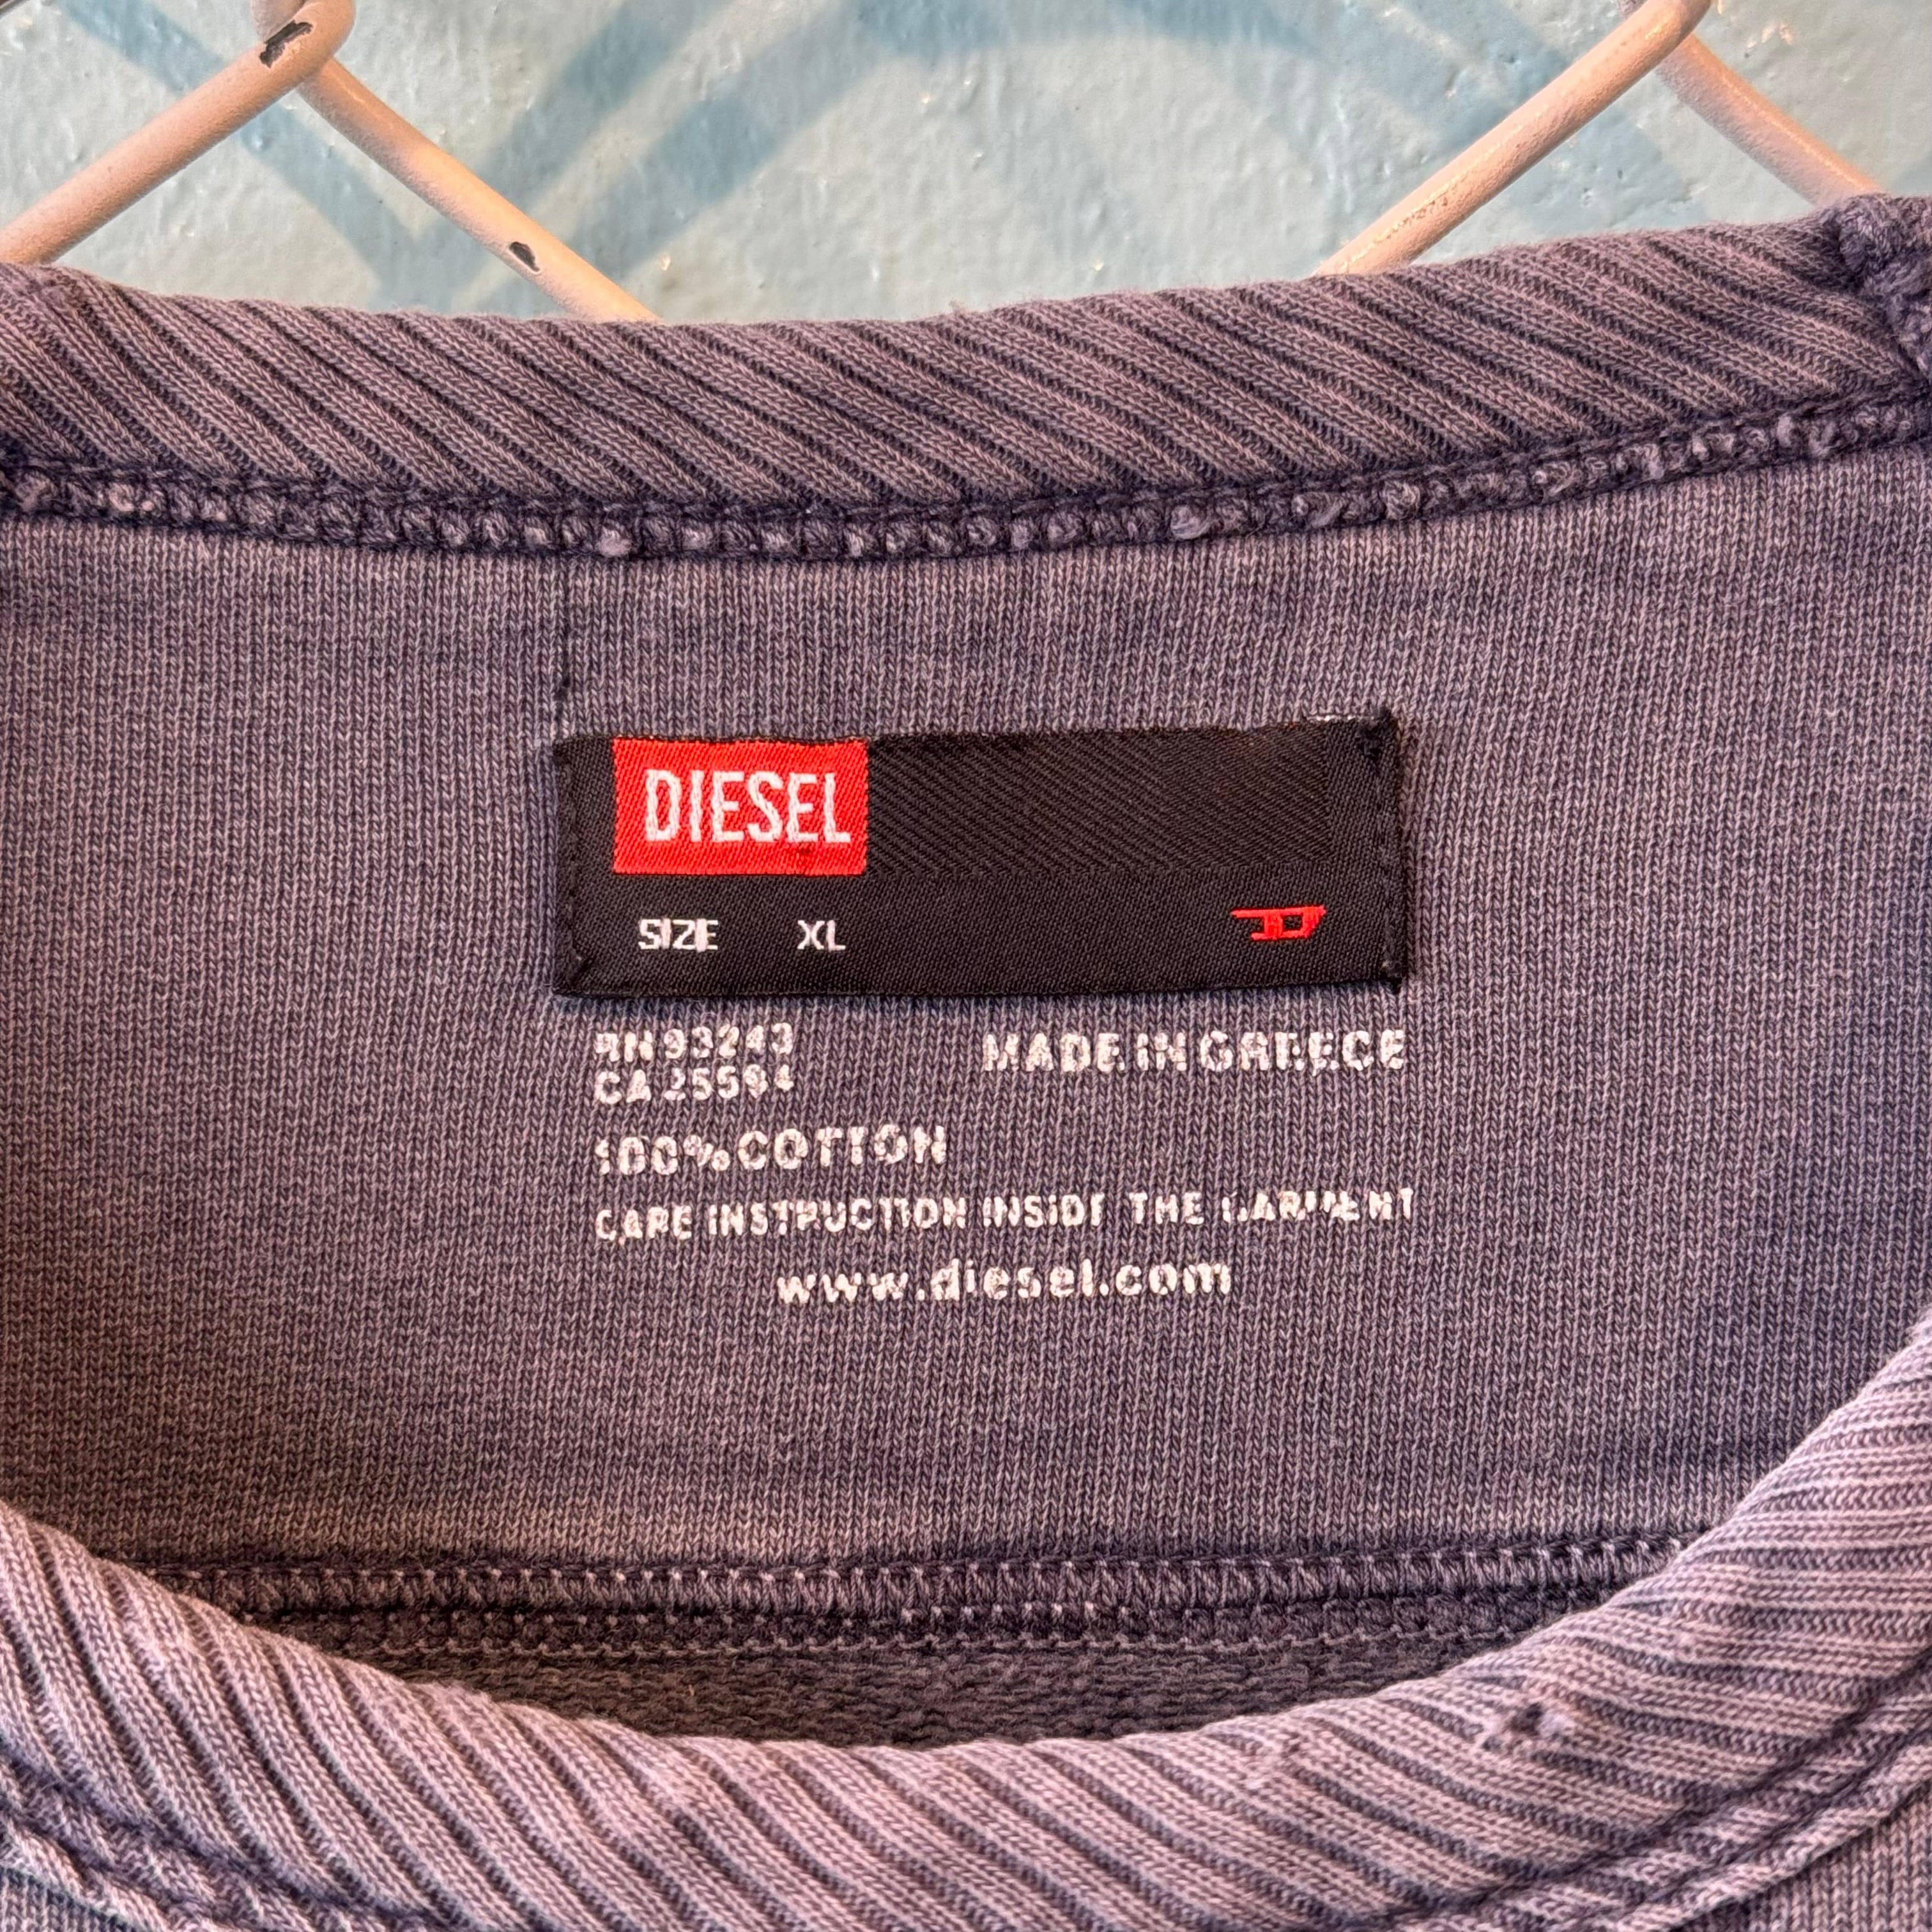 DIESEL
SIZE XL
RN 93243 MADE IN GREECE
CA 25594
100% COTTON
CARE INSTRUCTION INSIDE THE GARMENT
www.diesel.com